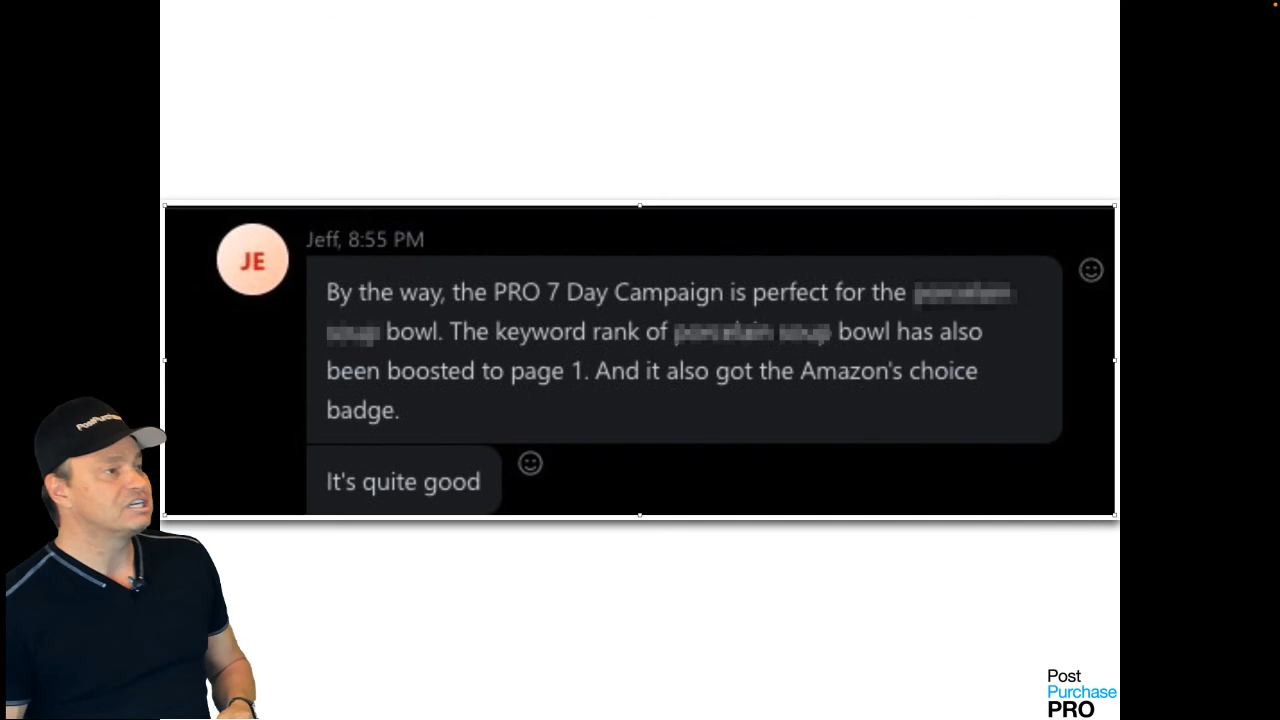 JE
Jeff, 8:55 PM
By the way, the PRO 7 Day Campaign is perfect for the
bowl. The keyword rank of bowl has also
been boosted to page 1. And it also got the Amazon's choice
badge.
It's quite good
Post
Purchase
PRO